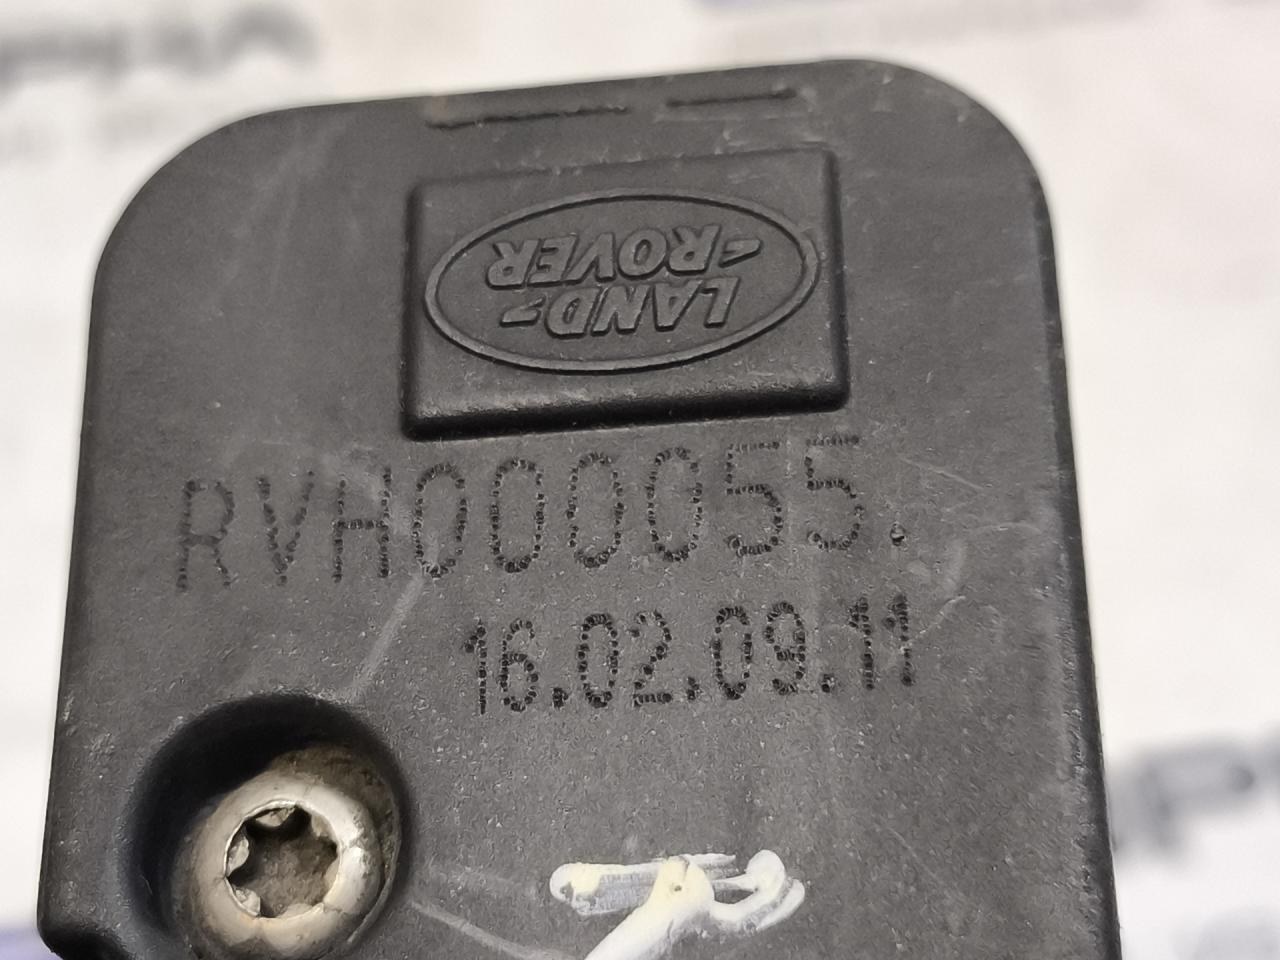 LAND-
-ROVER
RVH000055.
16.02.09.11